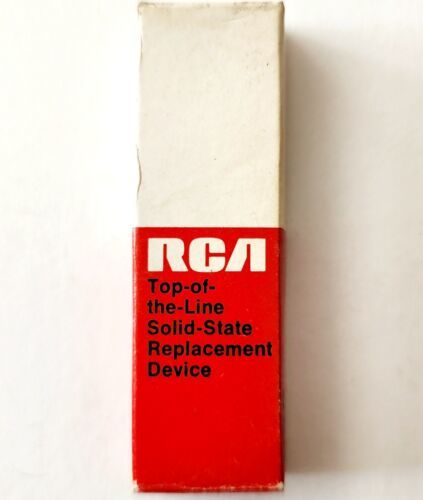 RCA
Top-of-
the-Line
Solid-State
Replacement
Device